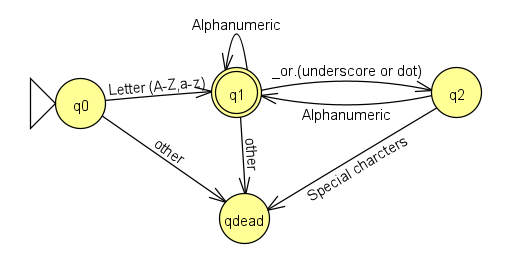 Alphanumeric
_or.(underscore or dot)
Letter (A-Z,a-z)
q0
q1
q2
Alphanumeric
other
other
Special charcters
qdead